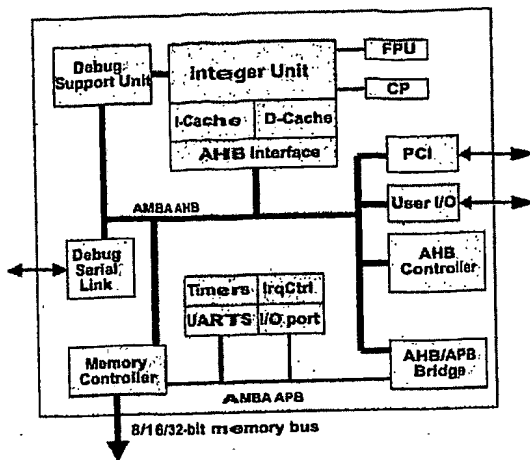 Debug
Support Unit
Integer Unit
FPU
CP
I-Cache
D-Cache
AHB Interface
PCI
AMBA AHB
User I/O
Debug
Serial
Link
AHB
Controller
Timers
IrqCtrl
UARTS
I/O port
Memory
Controller
AHB/APB
Bridge
AMBA APB
8/16/32-bit memory bus